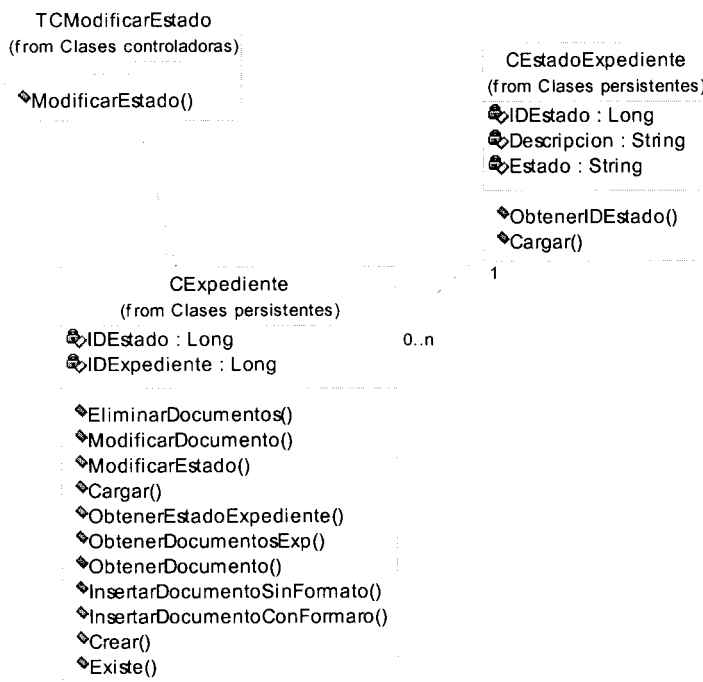 TCModificarEstado
(from Clases controladoras)
ModificarEstado()
CEstadoExpediente
(from Clases persistentes)
IDEstado : Long
Descripcion : String
Estado : String
ObtenerIDEstado()
Cargar()
1
0..n
CExpediente
(from Clases persistentes)
IDEstado : Long
IDExpediente : Long
EliminarDocumentos()
ModificarDocumento()
ModificarEstado()
Cargar()
ObtenerEstadoExpediente()
ObtenerDocumentosExp()
ObtenerDocumento()
InsertarDocumentoSinFormato()
InsertarDocumentoConFormaro()
Crear()
Existe()